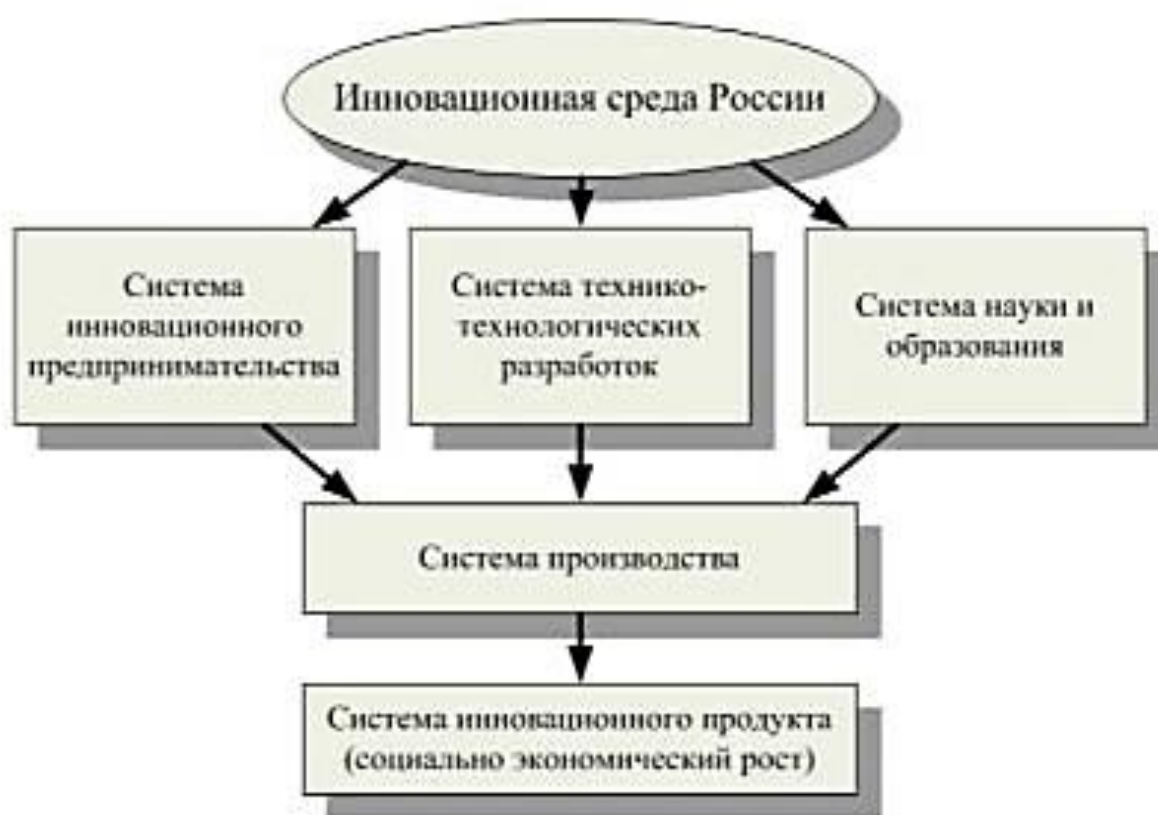 Инновационная среда России
Система
инновационного
предпринимательства
Система технико-
технологических
разработок
Система науки и
образования
Система производства
Система инновационного продукта
(социально экономический рост)